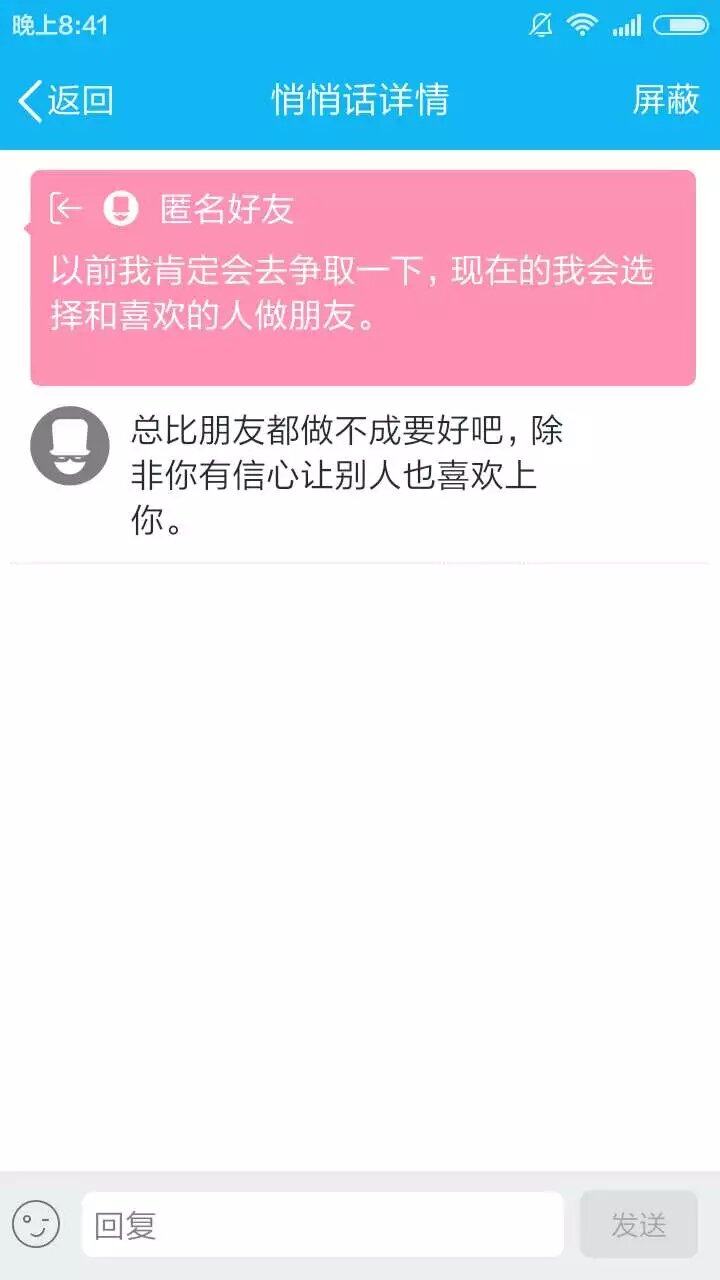 晚上8:41
返回 悄悄话详情 屏蔽
匿名好友
以前我肯定会去争取一下,现在的我会选
择和喜欢的人做朋友。
总比朋友都做不成要好吧,除
非你有信心让别人也喜欢上
你。
回复 发送